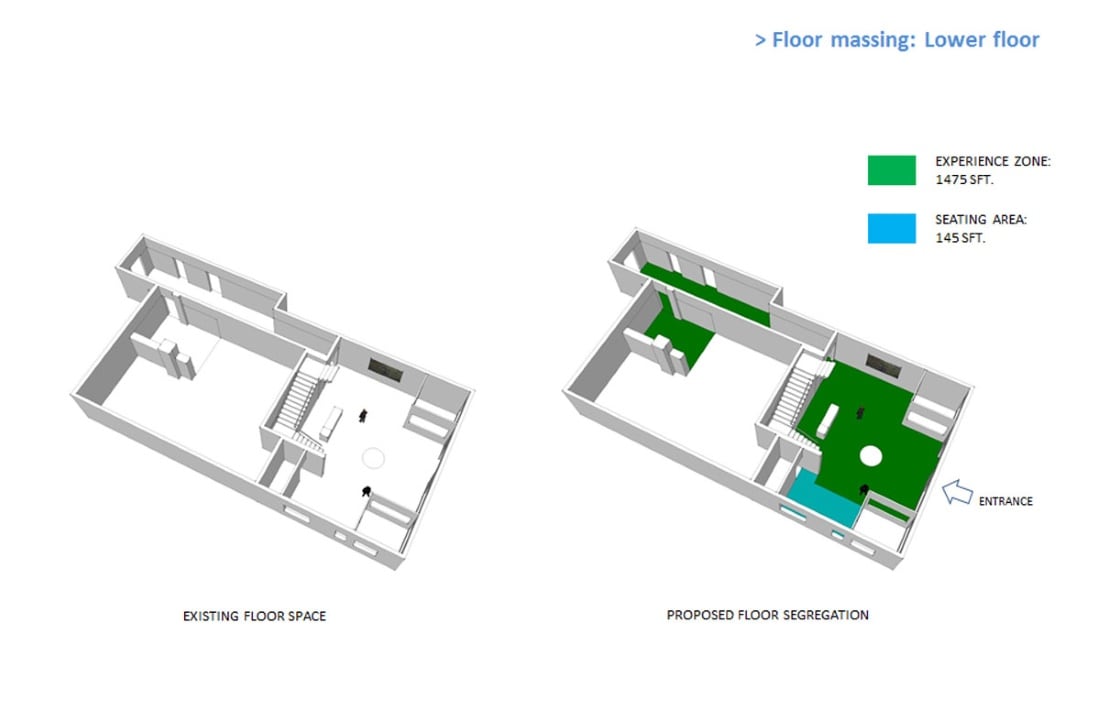 > Floor massing: Lower floor
EXPERIENCE ZONE:
1475 SFT.
SEATING AREA:
145 SFT.
ENTRANCE
EXISTING FLOOR SPACE
PROPOSED FLOOR SEGREGATION